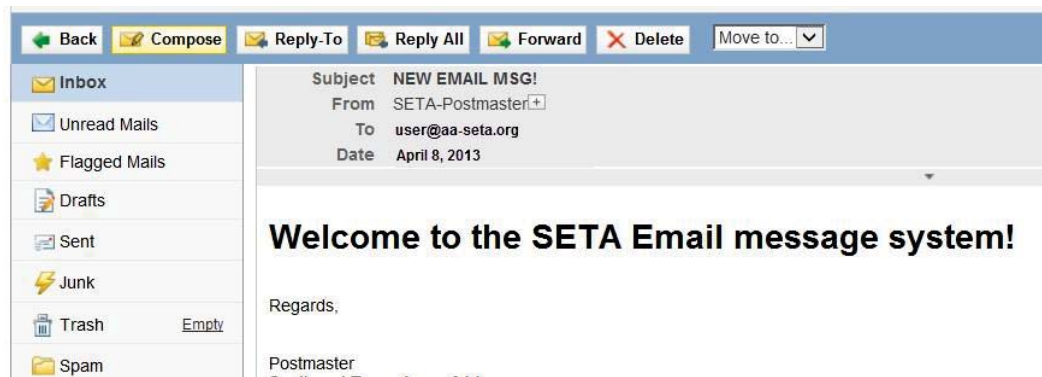 Back Compose Reply-To Reply All Forward Delete Move to...
Inbox
Unread Mails
Flagged Mails
Drafts
Sent
Junk
Trash Empty
Spam
Subject NEW EMAIL MSG!
From SETA-Postmaster
To user@aa-seta.org
Date April 8, 2013
Welcome to the SETA Email message system!
Regards,
Postmaster